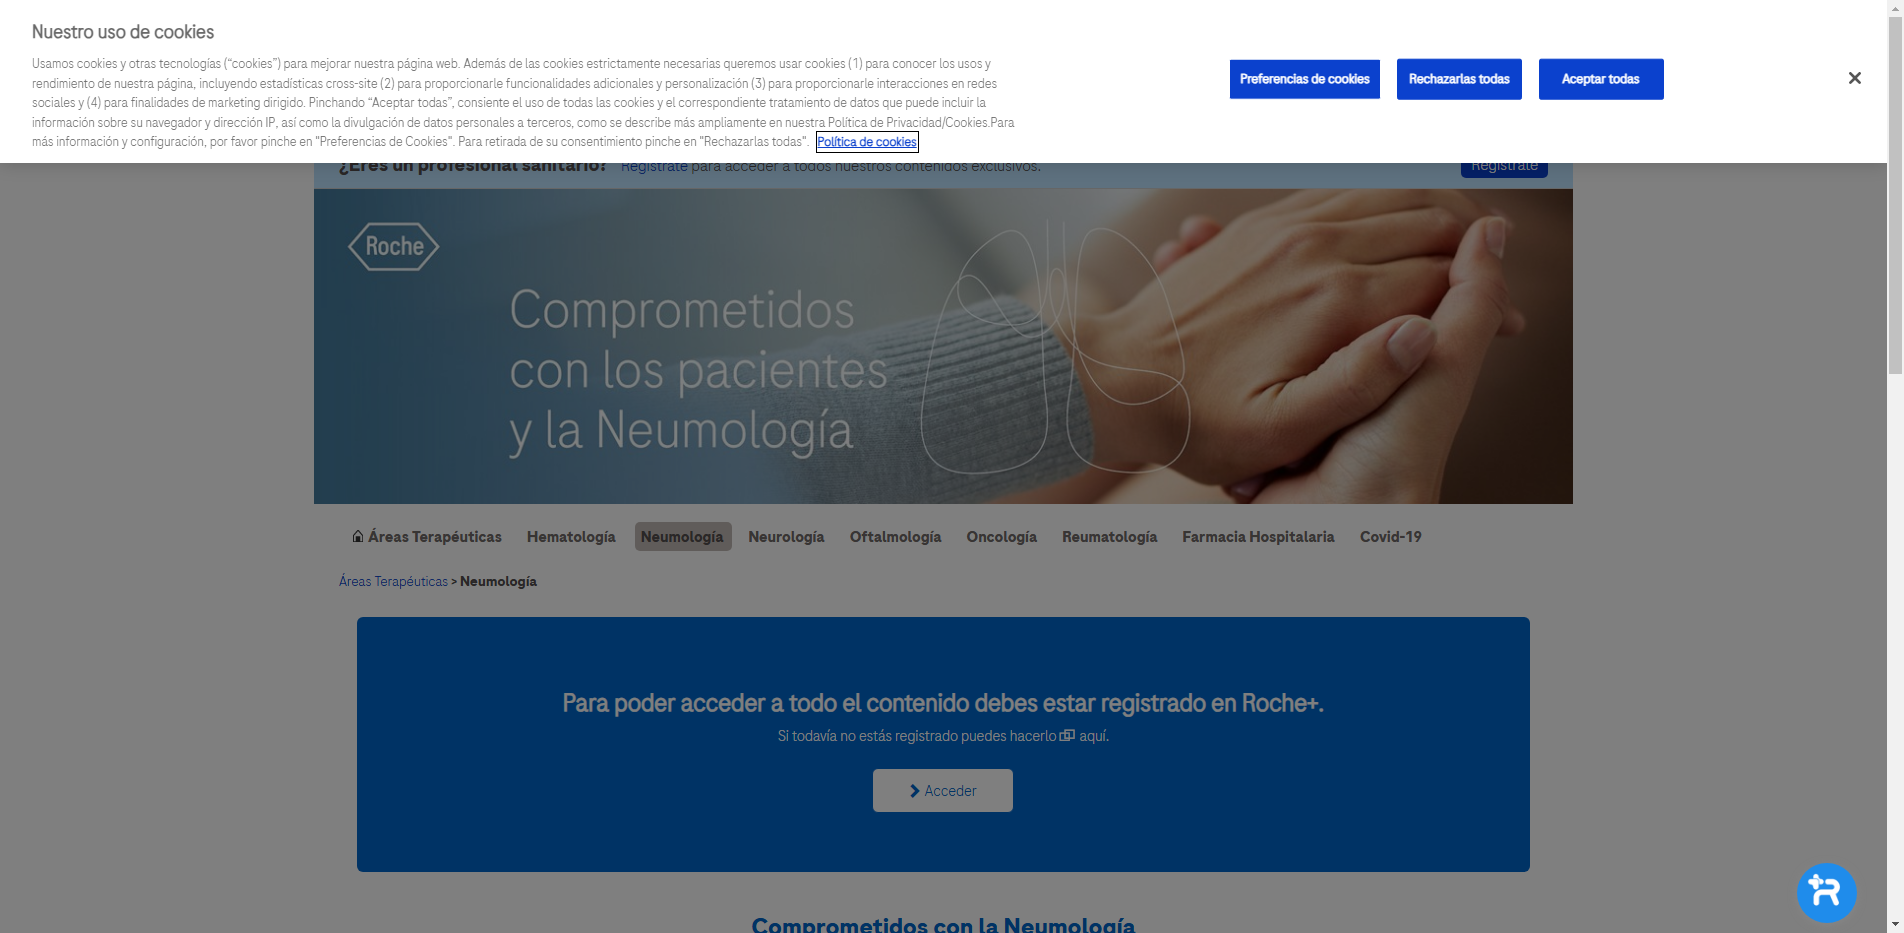 Nuestro uso de cookies
Usamos cookies y otras tecnologías (“cookies”) para mejorar nuestra página web. Además de las cookies estrictamente necesarias queremos usar cookies (1) para conocer los usos y
rendimiento de nuestra página, incluyendo estadísticas cross-site (2) para proporcionarle funcionalidades adicionales y personalización (3) para proporcionarle interacciones en redes
sociales y (4) para finalidades de marketing dirigido. Pinchando “Aceptar todas”, consiente el uso de todas las cookies y el correspondiente tratamiento de datos que puede incluir la
información sobre su navegador y dirección IP, así como la divulgación de datos personales a terceros, como se describe más ampliamente en nuestra Política de Privacidad/Cookies.Para
más información y configuración, por favor pinche en "Preferencias de Cookies". Para retirada de su consentimiento pinche en "Rechazarlas todas". Política de cookies
Preferencias de cookies
Rechazarlas todas
Aceptar todas
¿Eres un profesional sanitario? Regístrate para acceder a todos nuestros contenidos exclusivos.
Regístrate
Roche
Comprometidos
con los pacientes
y la Neumología
Áreas Terapéuticas Hematología Neumología Neurología Oftalmología Oncología Reumatología Farmacia Hospitalaria Covid-19
Áreas Terapéuticas > Neumología
Para poder acceder a todo el contenido debes estar registrado en Roche+.
Si todavía no estás registrado puedes hacerlo aquí.
Acceder
Comprometidos con la Neumología